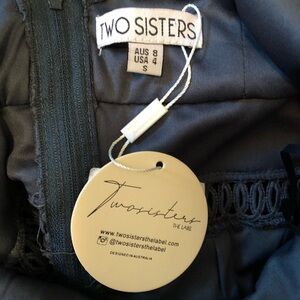 TWO SISTERS
AUS 8
USA 4
S
Twosisters
THE LABEL
www.twosistersthelabel.com
@twosistersthelabel
DESIGNED IN AUSTRALIA